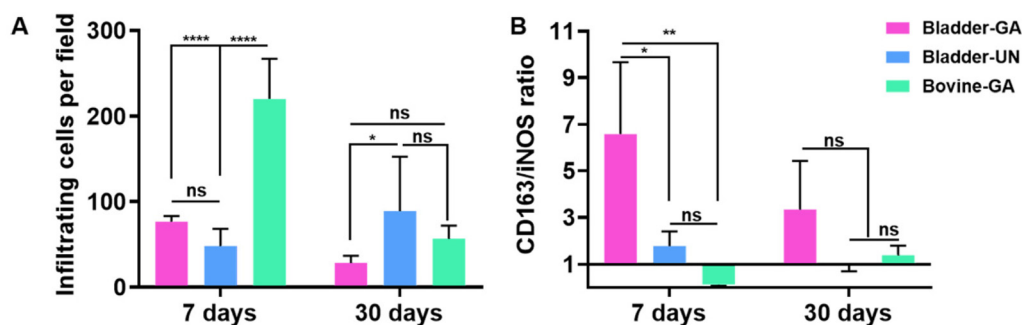 A
Infiltrating cells per field
300
200
100
0
****
****
ns
ns
*
ns
7 days
30 days
B
CD163/iNOS ratio
11
9
7
5
3
1
**
*
ns
ns
ns
7 days
30 days
Bladder-GA
Bladder-UN
Bovine-GA